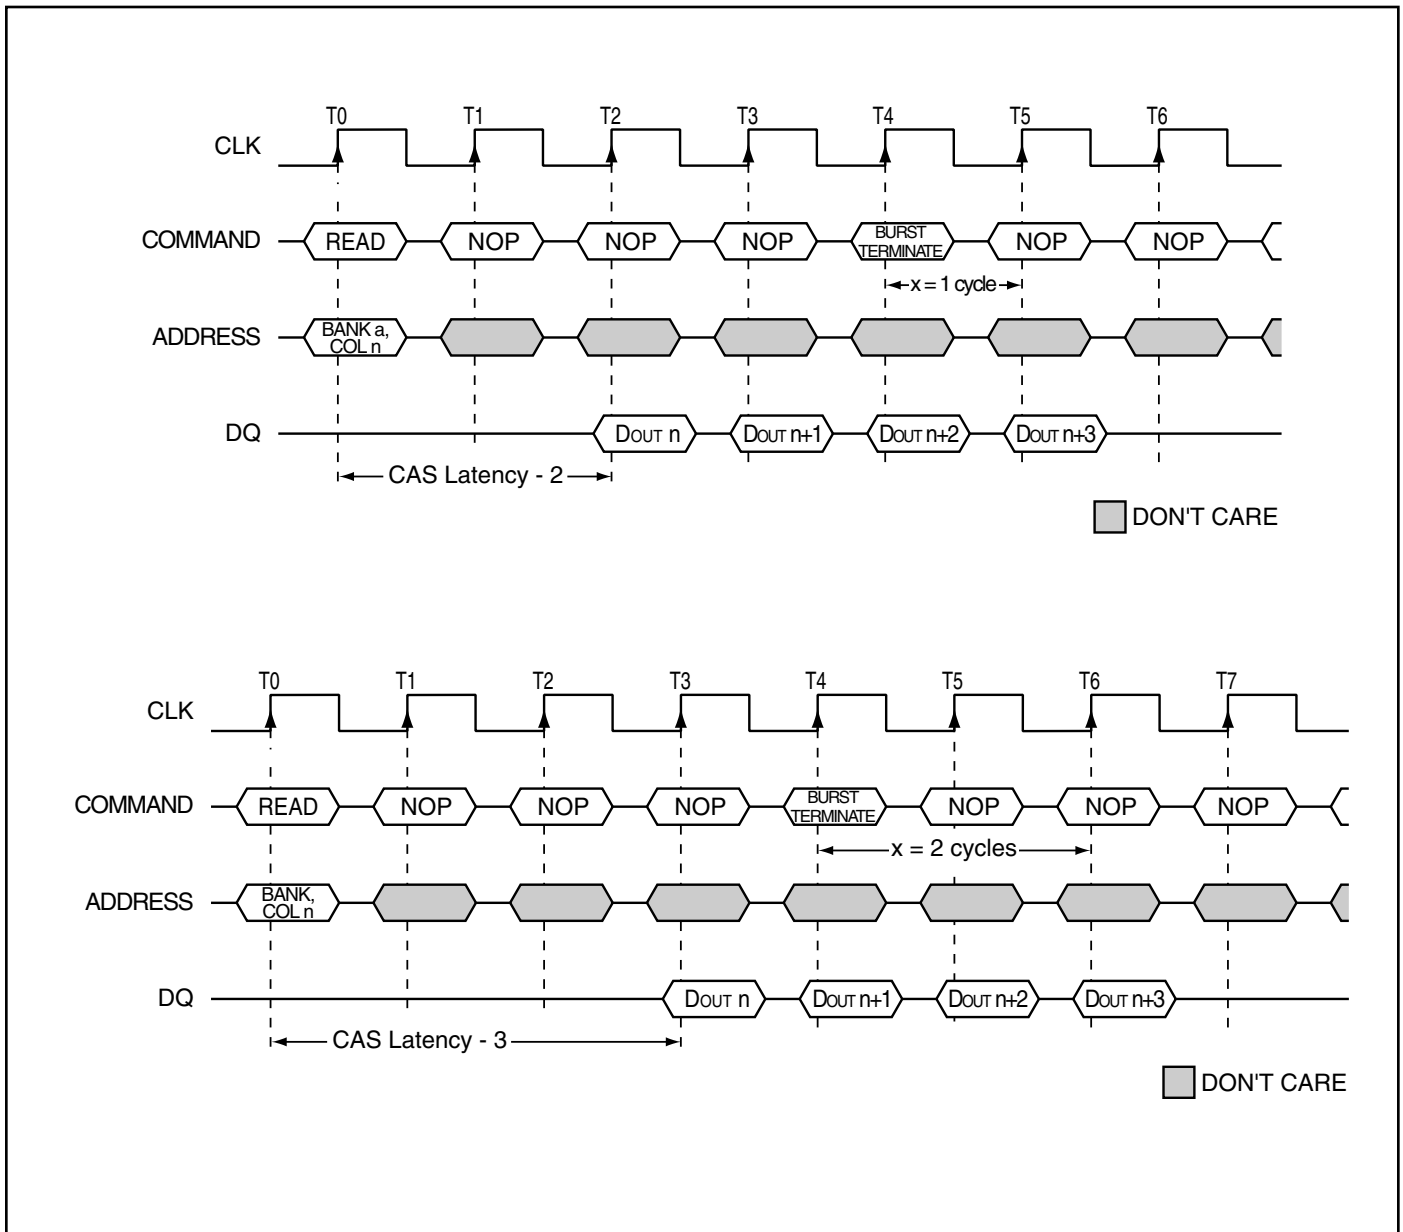 T0 T1 T2 T3 T4 T5 T6
CLK
COMMAND READ NOP NOP NOP BURST TERMINATE NOP NOP
x = 1 cycle
ADDRESS BANK a, COL n
DQ DOUT n DOUT n+1 DOUT n+2 DOUT n+3
CAS Latency - 2
DON'T CARE
T0 T1 T2 T3 T4 T5 T6 T7
CLK
COMMAND READ NOP NOP NOP BURST TERMINATE NOP NOP NOP
x = 2 cycles
ADDRESS BANK, COL n
DQ DOUT n DOUT n+1 DOUT n+2 DOUT n+3
CAS Latency - 3
DON'T CARE